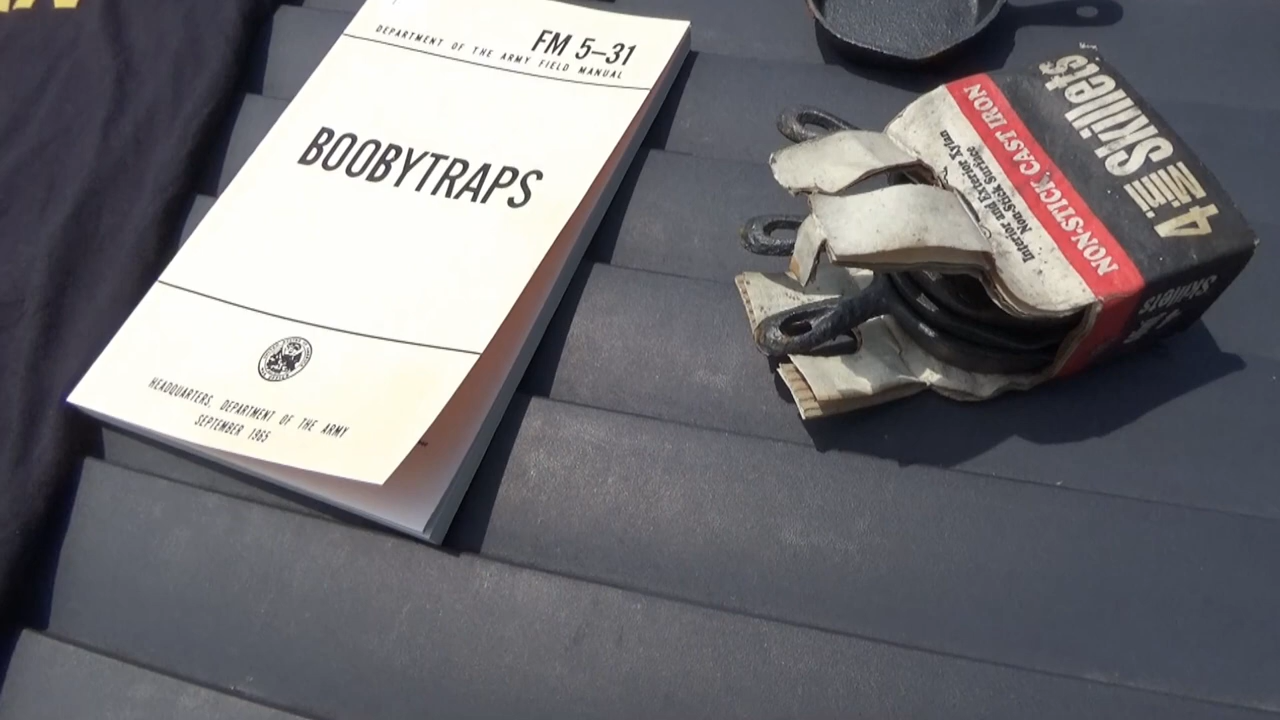 FM 5–31
DEPARTMENT OF THE ARMY FIELD MANUAL
BOOBYTRAPS
HEADQUARTERS, DEPARTMENT OF THE ARMY
SEPTEMBER 1965
4 Skillets
NON-STICK, CAST IRON
Interior and Exterior Xylan
Non-Stick Surface
Skillets